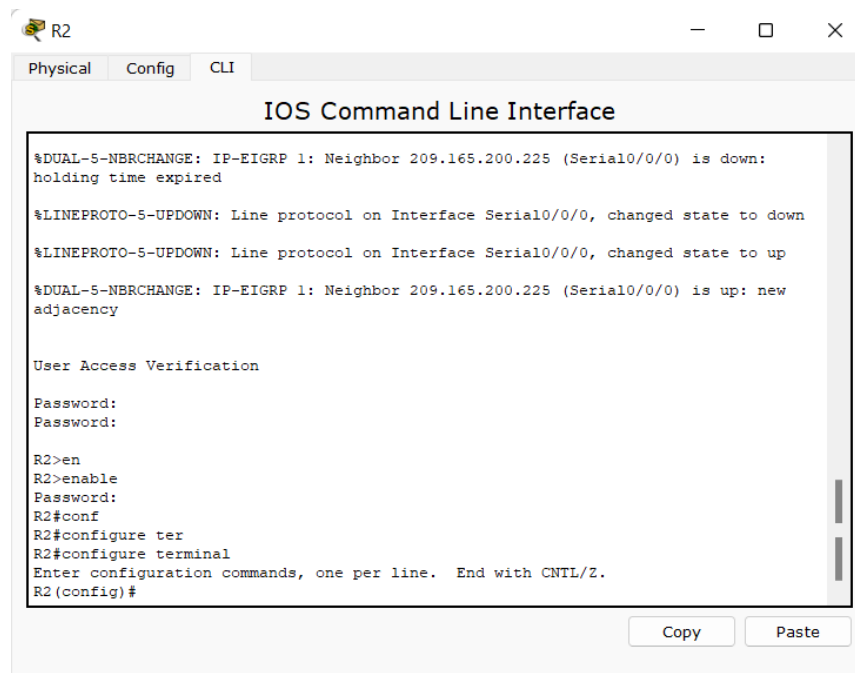 R2
Physical Config CLI
IOS Command Line Interface
%DUAL-5-NBRCHANGE: IP-EIGRP 1: Neighbor 209.165.200.225 (Serial0/0/0) is down:
holding time expired
%LINEPROTO-5-UPDOWN: Line protocol on Interface Serial0/0/0, changed state to down
%LINEPROTO-5-UPDOWN: Line protocol on Interface Serial0/0/0, changed state to up
%DUAL-5-NBRCHANGE: IP-EIGRP 1: Neighbor 209.165.200.225 (Serial0/0/0) is up: new
adjacency
User Access Verification
Password:
Password:
R2>en
R2>enable
Password:
R2#conf
R2#configure ter
R2#configure terminal
Enter configuration commands, one per line.  End with CNTL/Z.
R2(config)#
Copy Paste